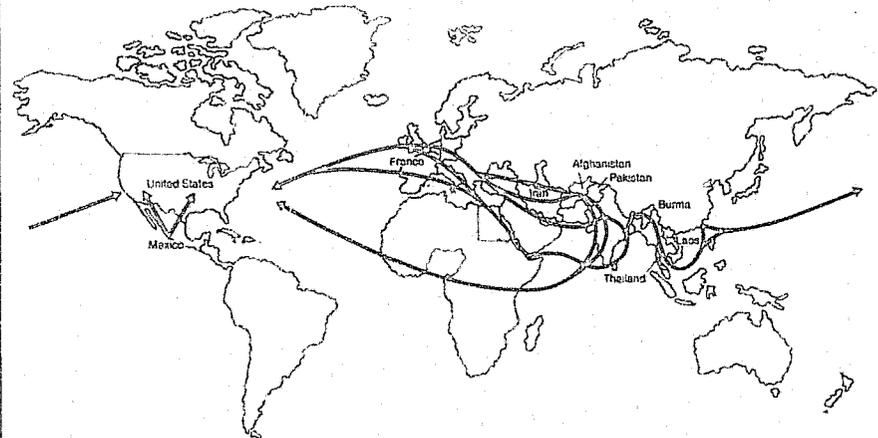 Afghanistan
Pakistan
France
Iran
United States
Burma
Laos
Mexico
Thailand